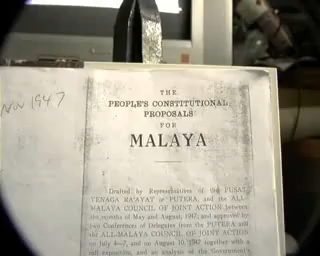 Nov 1947
THE
PEOPLE'S CONSTITUTIONAL
PROPOSALS
FOR
MALAYA
Drafted by Representatives of the PUSAT
TENAGA RA'AYAT or PUTERA, and the ALL-
MALAYA COUNCIL OF JOINT ACTION between
the months of May and August, 1947; and approved by
two Conferences of Delegates from the PUTERA and
the ALL-MALAYA COUNCIL OF JOINT ACTION
on July 4—7, and on August 10, 1947 together with a
full exposition, and an analysis of the Government's